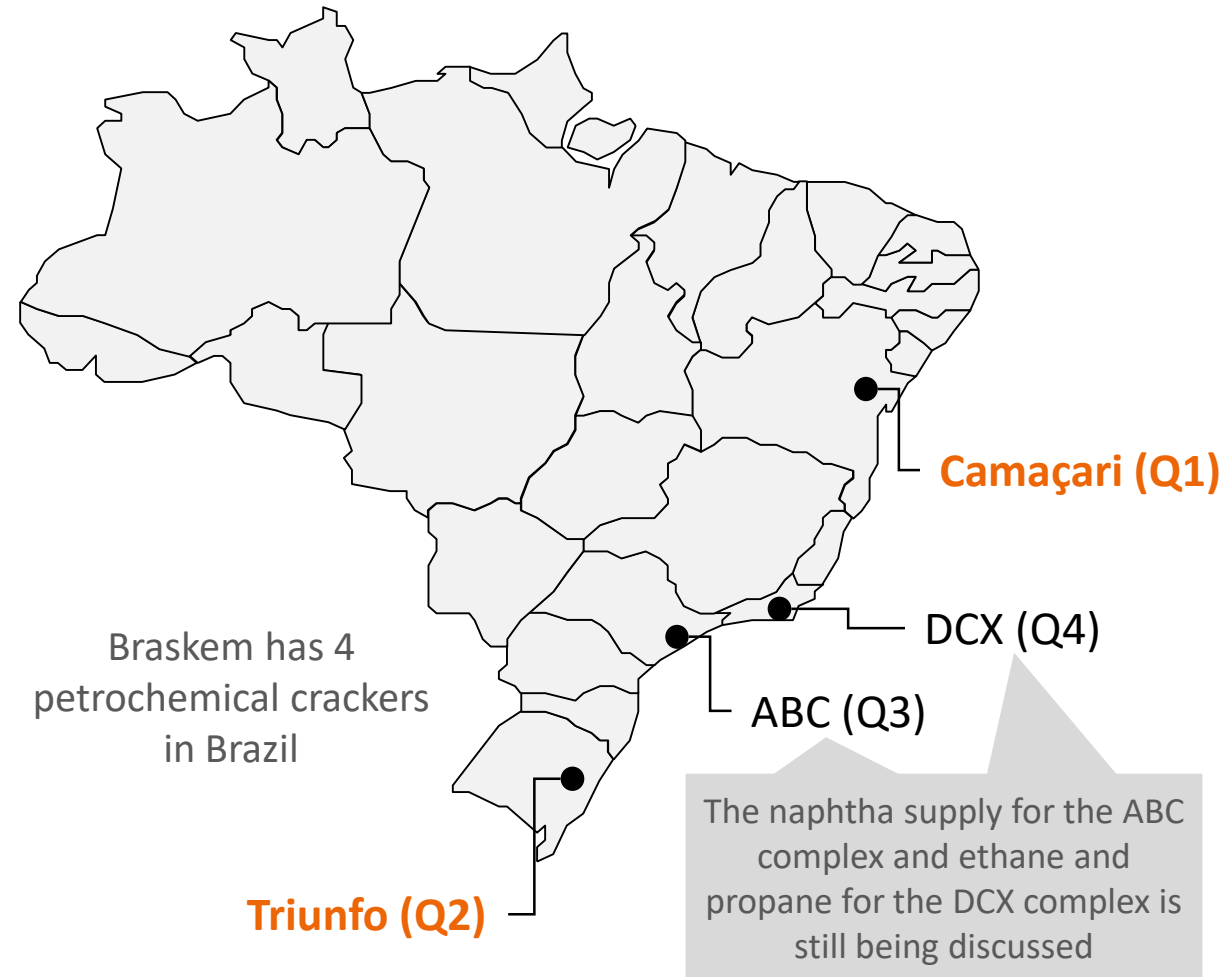 Camaçari (Q1)
DCX (Q4)
Braskem has 4
petrochemical crackers
in Brazil
ABC (Q3)
The naphtha supply for the ABC
complex and ethane and
propane for the DCX complex is
still being discussed
Triunfo (Q2)